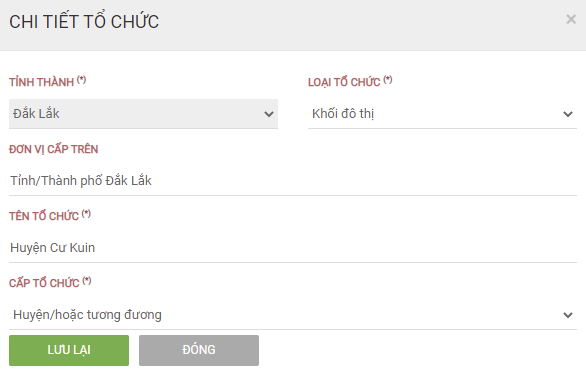 CHI TIẾT TỔ CHỨC
×
TỈNH THÀNH (*)
LOẠI TỔ CHỨC (*)
Đắk Lắk
Khối đô thị
ĐƠN VỊ CẤP TRÊN
Tỉnh/Thành phố Đắk Lắk
TÊN TỔ CHỨC (*)
Huyện Cư Kuin
CẤP TỔ CHỨC (*)
Huyện/hoặc tương đương
LƯU LẠI
ĐÓNG